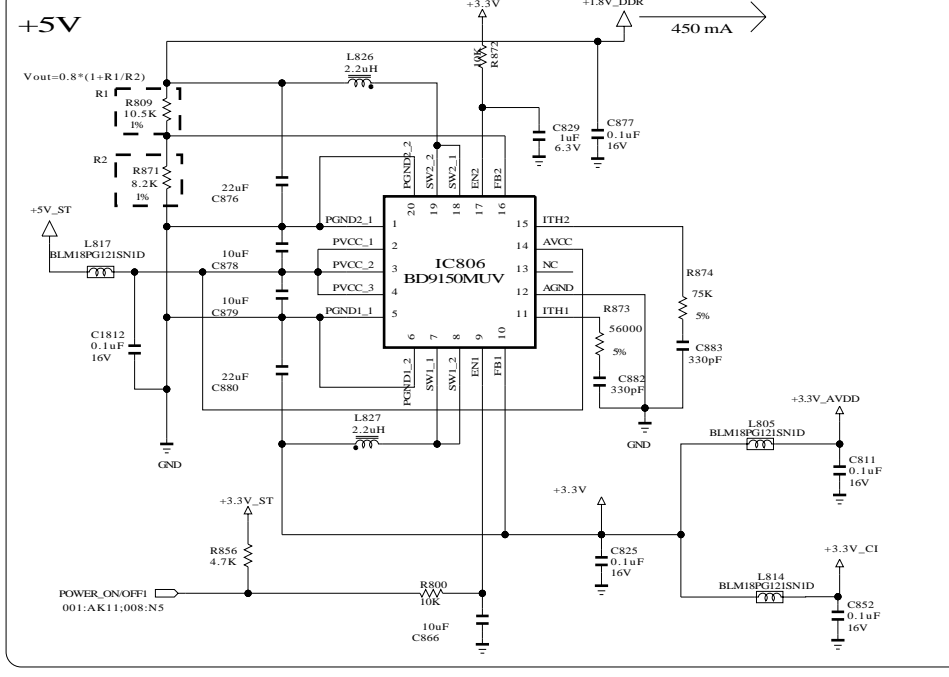 +5V
+3.3V
+1.8V_DDR
450 mA
L826
2.2uH
10K
R872
Vout=0.8*(1+R1/R2)
R1
R809
10.5K
1%
C829
1uF
6.3V
C877
0.1uF
16V
R2
R871
8.2K
1%
22uF
C876
PGND2_2
SW2_2
SW2_1
EN2
FB2
20
19
18
17
16
+5V_ST
L817
BLM18PG121SN1D
10uF
C878
10uF
C879
PGND2_1
PVCC_1
PVCC_2
PVCC_3
PGND1_1
1
2
3
4
5
IC806
BD9150MUV
15
14
13
12
11
ITH2
AVCC
NC
AGND
ITH1
R874
75K
5%
R873
56000
5%
C1812
0.1uF
16V
22uF
C880
6
7
8
9
10
PGND1_2
SW1_1
SW1_2
EN1
FB1
C882
330pF
C883
330pF
L827
2.2uH
GND
GND
+3.3V_AVDD
L805
BLM18PG121SN1D
C811
0.1uF
16V
+3.3V_ST
R856
4.7K
+3.3V
C825
0.1uF
16V
+3.3V_CI
L814
BLM18PG121SN1D
C852
0.1uF
16V
POWER_ON/OFF1
001:AK11;008:N5
R800
10K
10uF
C866